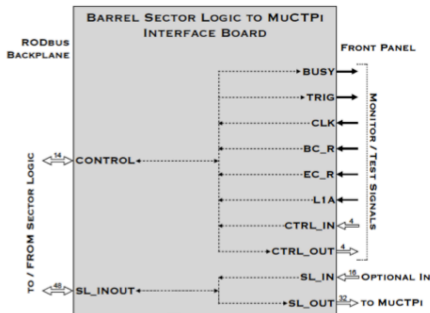 BARREL SECTOR LOGIC TO MUCTPI
INTERFACE BOARD
RODBUS
BACKPLANE
FRONT PANEL
BUSY
TRIG
CLK
BC_R
EC_R
L1A
CTRL_IN
4
CTRL_OUT
4
SL_IN
16
OPTIONAL IN
SL_OUT
32
TO MUCTPI
14
CONTROL
48
SL_INOUT
TO / FROM SECTOR LOGIC
MONITOR / TEST SIGNALS